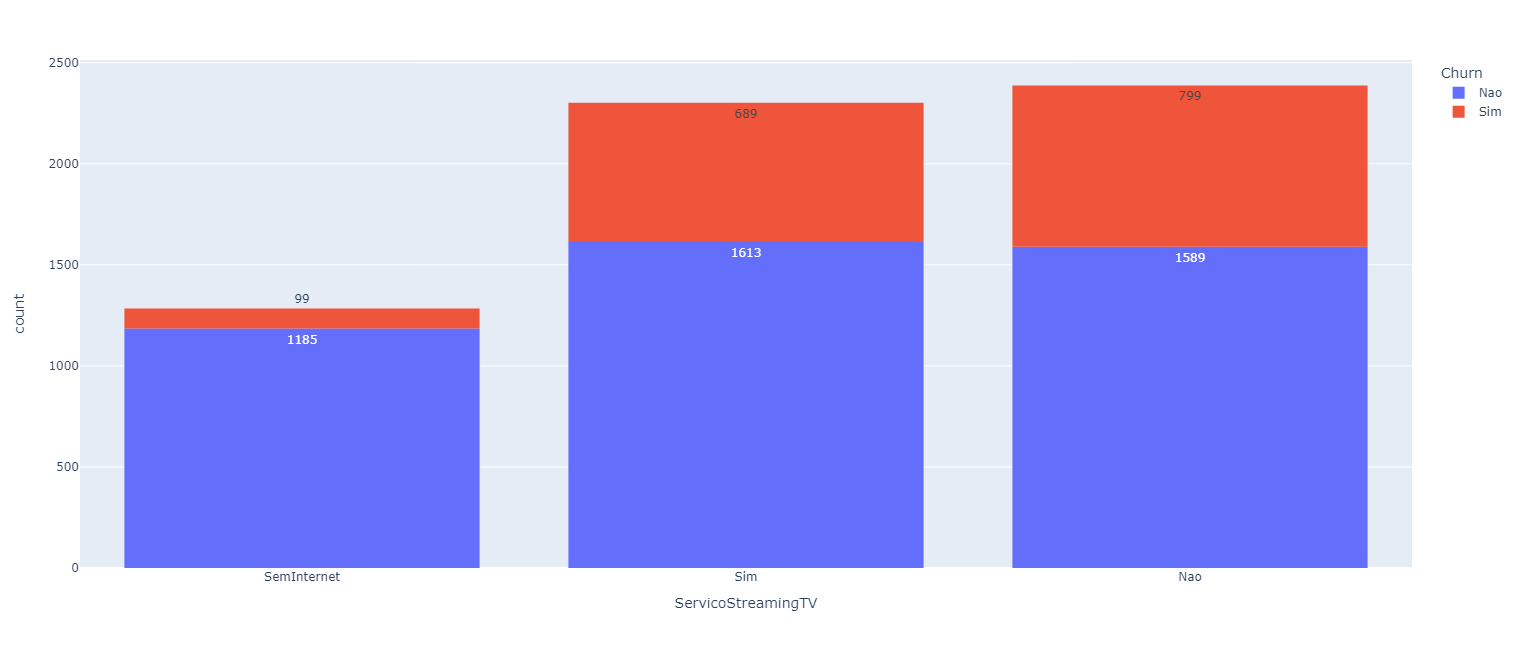 2500
2000
1500
1000
500
0
count
99
1185
689
1613
799
1589
SemInternet
Sim
Nao
ServicoStreamingTV
Churn
Nao
Sim